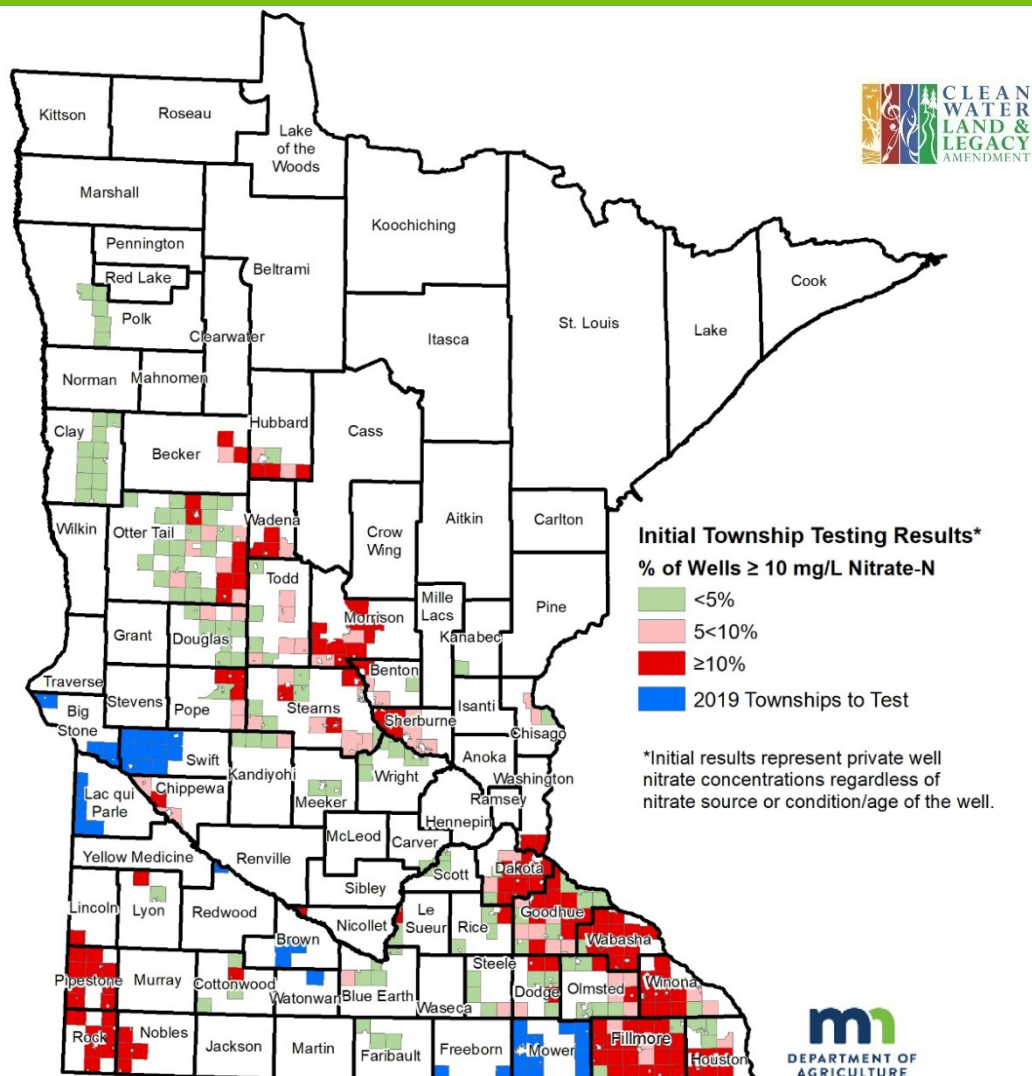 CLEAN
WATER
LAND &
LEGACY
AMENDMENT
Kittson
Roseau
Lake
of the
Woods
Marshall
Koochiching
Pennington
Beltrami
Red Lake
Cook
Polk
St. Louis
Lake
Clearwater
Itasca
Norman
Mahnomen
Hubbard
Clay
Becker
Cass
Wilkin
Otter Tail
Wadena
Crow
Wing
Aitkin
Carlton
Todd
Mille
Lacs
Pine
Morrison
Kanabec
Grant
Douglas
Benton
Traverse
Stevens
Pope
Stearns
Isanti
Big
Stone
Sherburne
Chisago
Swift
Anoka
Kandiyohi
Wright
Washington
Lac qui
Parle
Chippewa
Meeker
Ramsey
Hennepin
McLeod
Carver
Yellow Medicine
Renville
Dakota
Scott
Sibley
Lincoln
Lyon
Redwood
Nicollet
Le
Sueur
Rice
Goodhue
Brown
Wabasha
Pipestone
Murray
Cottonwood
Watonwan
Blue Earth
Waseca
Steele
Dodge
Olmsted
Winona
Rock
Nobles
Jackson
Martin
Faribault
Freeborn
Mower
Fillmore
Houston
Initial Township Testing Results*
% of Wells ≥ 10 mg/L Nitrate-N
<5%
5<10%
≥10%
2019 Townships to Test
*Initial results represent private well
nitrate concentrations regardless of
nitrate source or condition/age of the well.
mn
DEPARTMENT OF
AGRICULTURE